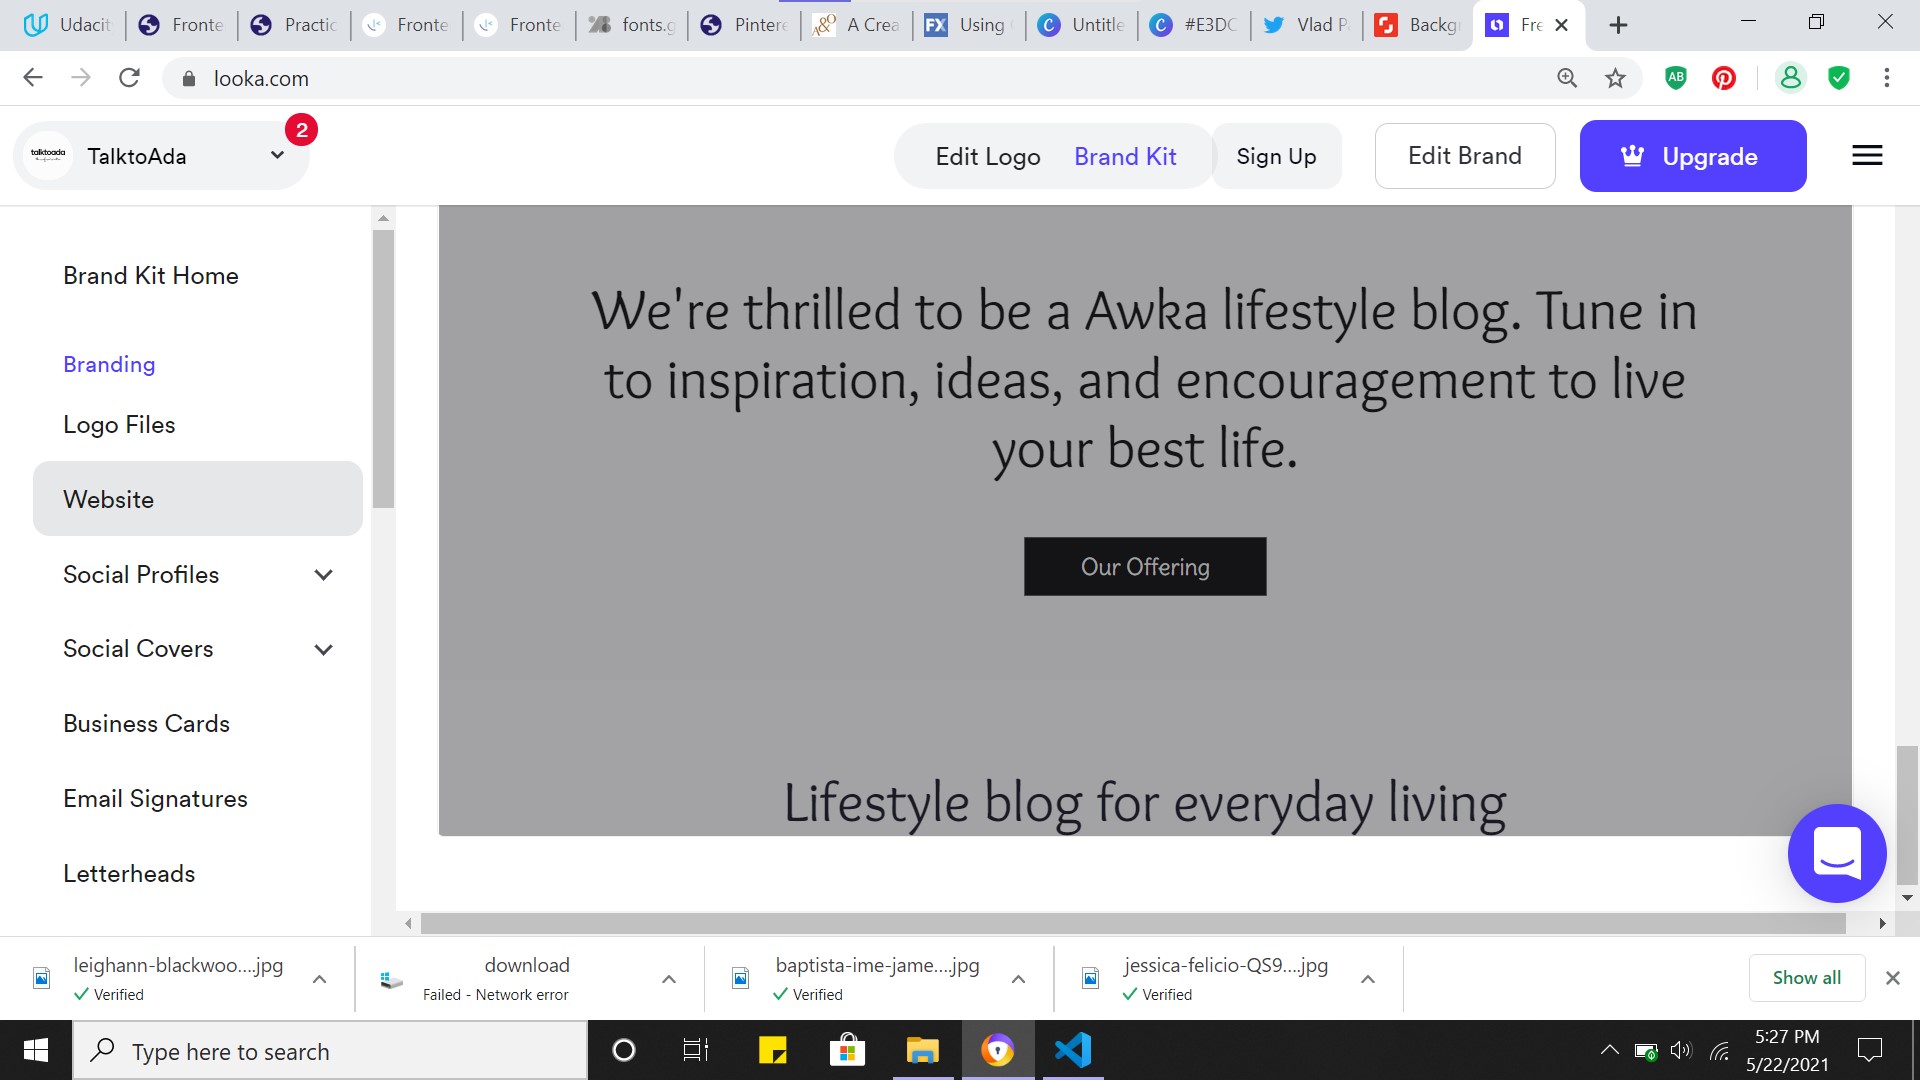 Udacit
Fronte
Practic
Fronte
Fronte
fonts.g
Pintere
A Crea
Using
Untitle
#E3DC
Vlad P
Backgr
Fre
looka.com
TalktoAda
2
Edit Logo
Brand Kit
Sign Up
Edit Brand
Upgrade
Brand Kit Home
Branding
Logo Files
Website
Social Profiles
Social Covers
Business Cards
Email Signatures
Letterheads
We're thrilled to be a Awka lifestyle blog. Tune in
to inspiration, ideas, and encouragement to live
your best life.
Our Offering
Lifestyle blog for everyday living
leighann-blackwoo....jpg
Verified
download
Failed - Network error
baptista-ime-jame....jpg
Verified
jessica-felicio-QS9....jpg
Verified
Show all
Type here to search
5:27 PM
5/22/2021